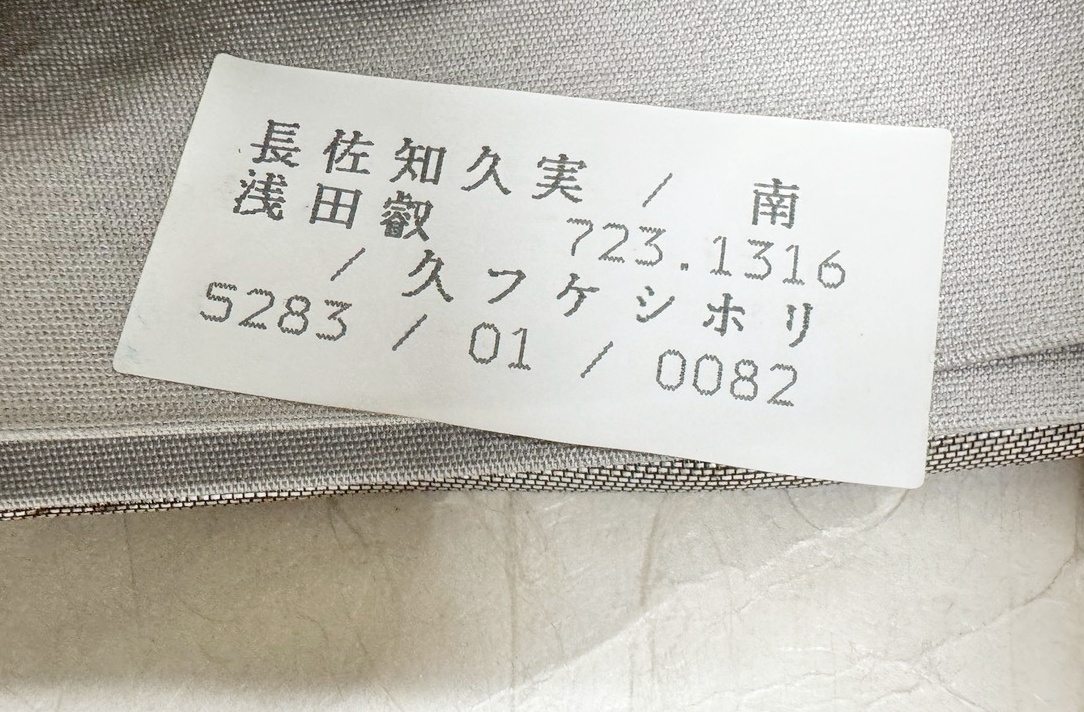 長佐知久実 / 南
浅田叡 723.1316
/ 久フケシホリ
5283 / 01 / 0082